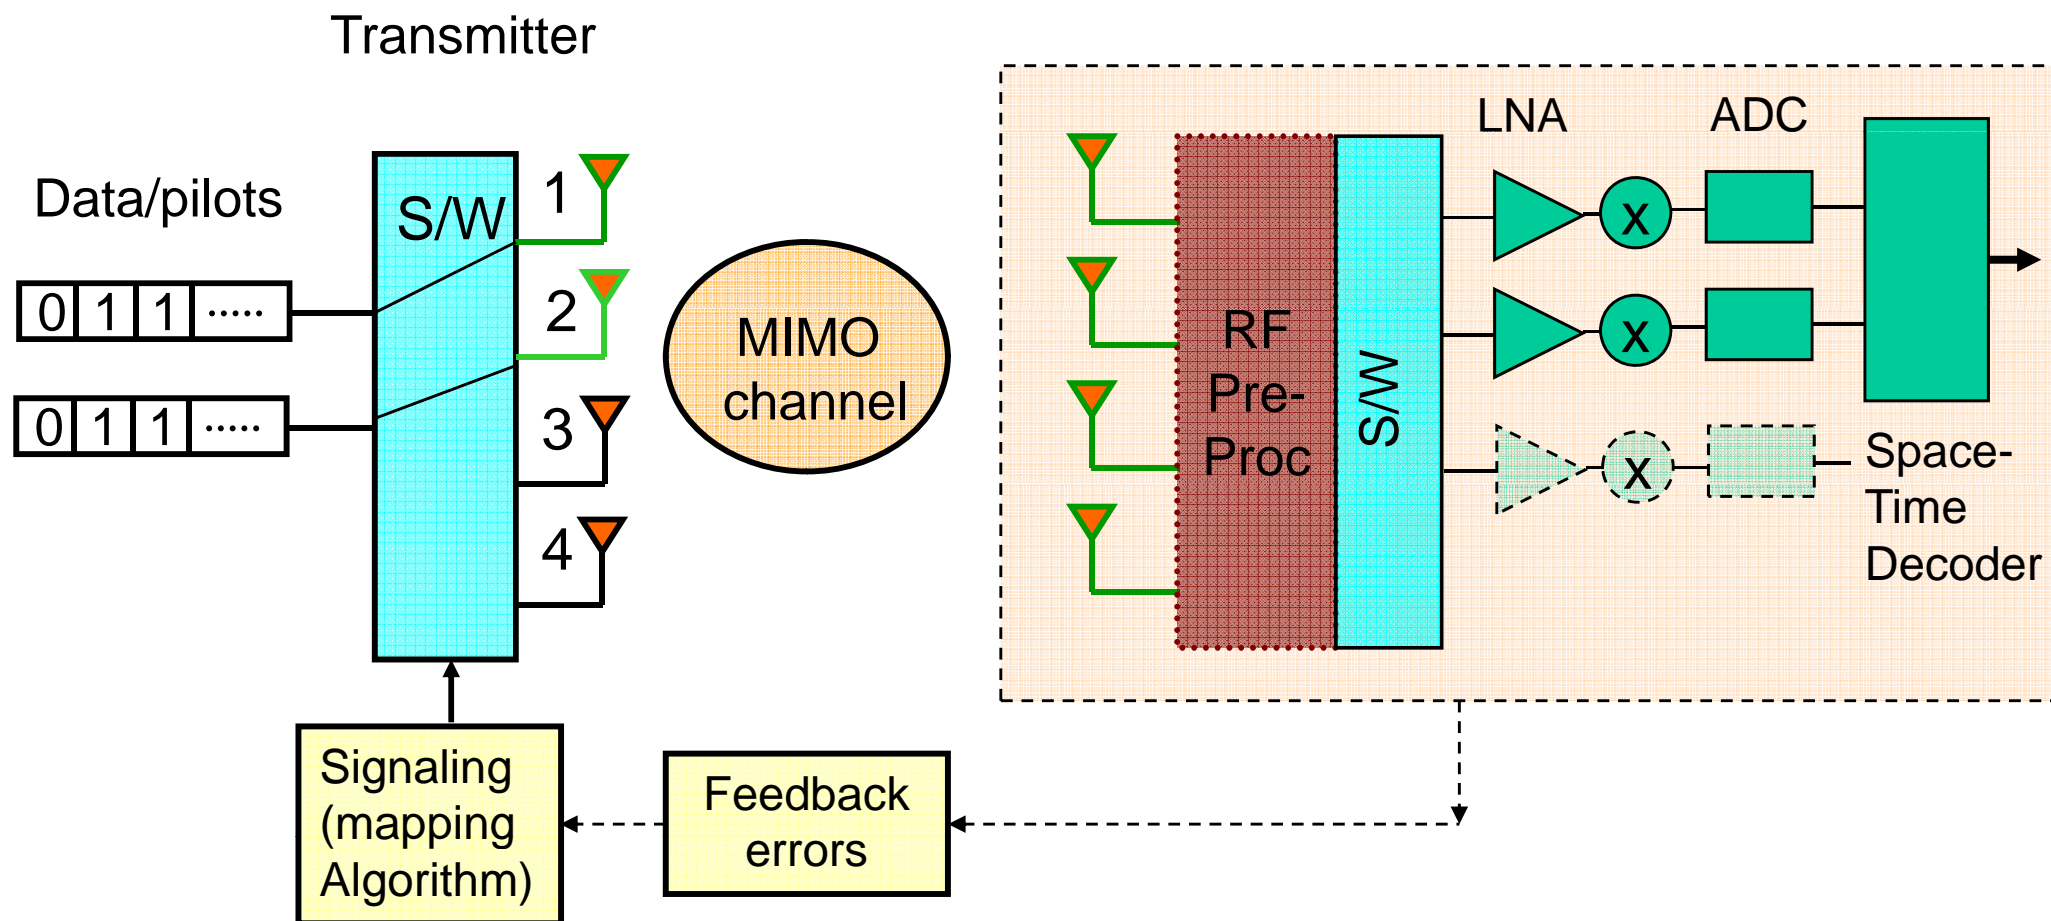 Transmitter
Data/pilots
S/W
0 1 1 .....
0 1 1 .....
1
2
3
4
MIMO
channel
RF
Pre-
Proc
S/W
LNA
ADC
x
x
x
Space-
Time
Decoder
Signaling
(mapping
Algorithm)
Feedback
errors